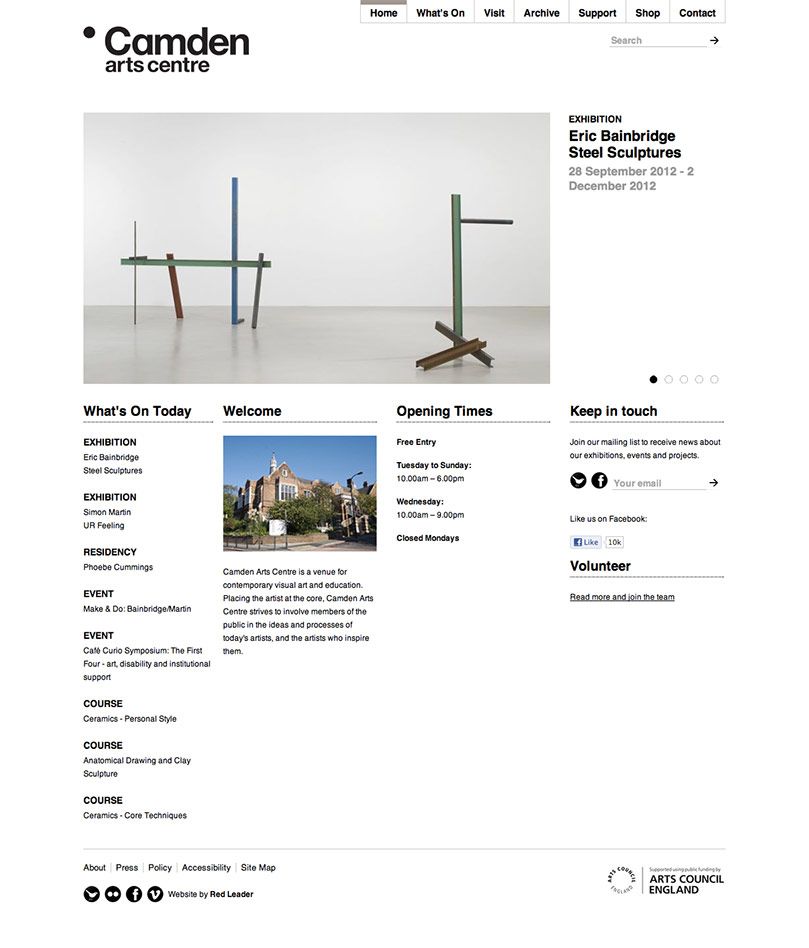 Home
What's On
Visit
Archive
Support
Shop
Contact
Camden
arts centre
Search
EXHIBITION
Eric Bainbridge
Steel Sculptures
28 September 2012 - 2
December 2012
What's On Today
EXHIBITION
Eric Bainbridge
Steel Sculptures
EXHIBITION
Simon Martin
UR Feeling
RESIDENCY
Phoebe Cummings
EVENT
Make & Do: Bainbridge/Martin
EVENT
Café Curio Symposium: The First
Four - art, disability and institutional
support
COURSE
Ceramics - Personal Style
COURSE
Anatomical Drawing and Clay
Sculpture
COURSE
Ceramics - Core Techniques
Welcome
Camden Arts Centre is a venue for
contemporary visual art and education.
Placing the artist at the core, Camden Arts
Centre strives to involve members of the
public in the ideas and processes of
today's artists, and the artists who inspire
them.
Opening Times
Free Entry
Tuesday to Sunday:
10.00am – 6.00pm
Wednesday:
10.00am – 9.00pm
Closed Mondays
Keep in touch
Join our mailing list to receive news about
our exhibitions, events and projects.
Your email
Like us on Facebook:
Like
10k
Volunteer
Read more and join the team
About
Press
Policy
Accessibility
Site Map
Website by Red Leader
ARTS COUNCIL
ENGLAND
Supported using public funding by
ARTS COUNCIL
ENGLAND